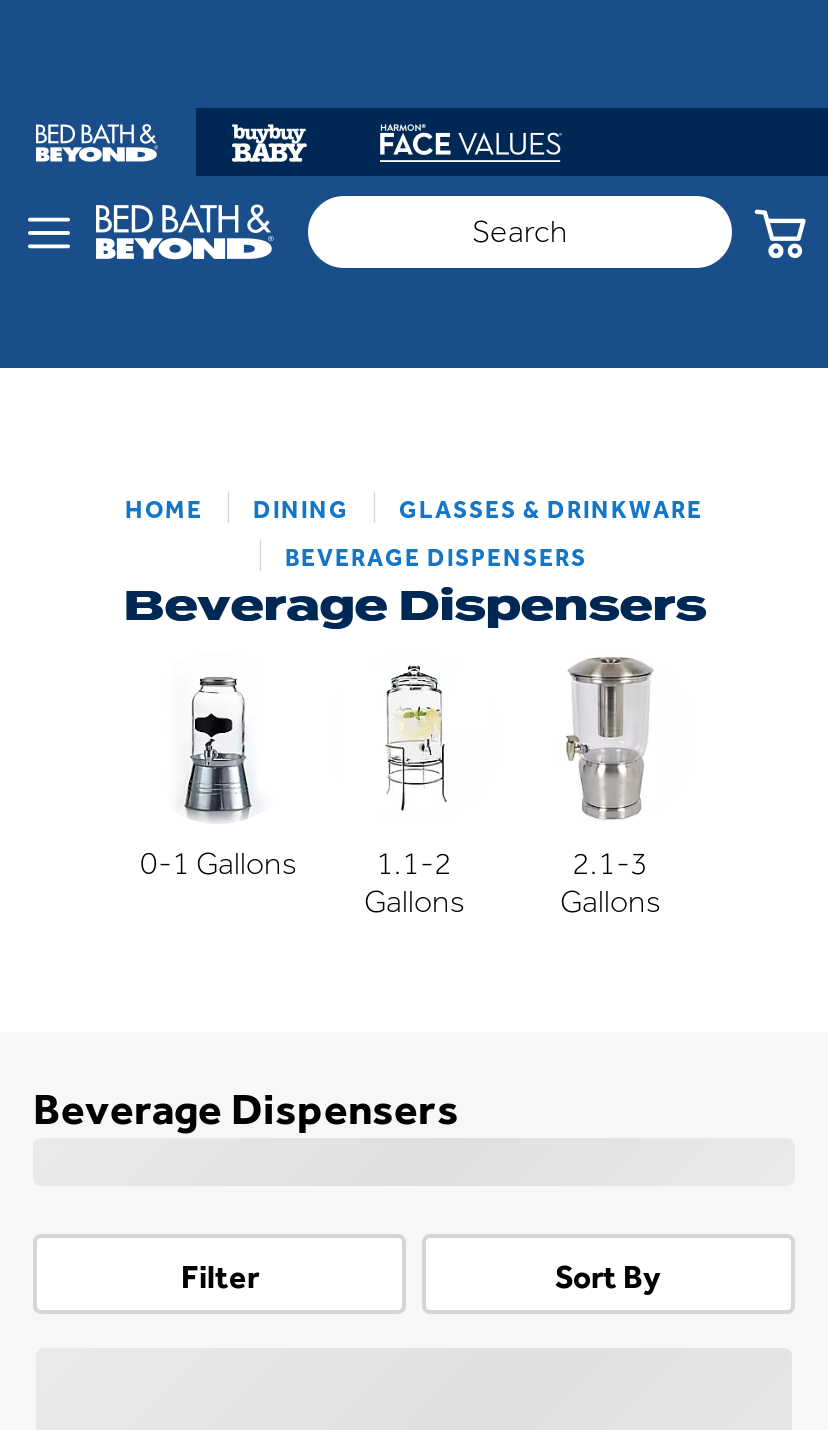 BED BATH &
BEYOND®
buybuy
BABY
HARMON®
FACE VALUES®
BED BATH &
BEYOND®
Search
HOME
DINING
GLASSES & DRINKWARE
BEVERAGE DISPENSERS
Beverage Dispensers
0-1 Gallons
1.1-2
Gallons
2.1-3
Gallons
Beverage Dispensers
Filter
Sort By